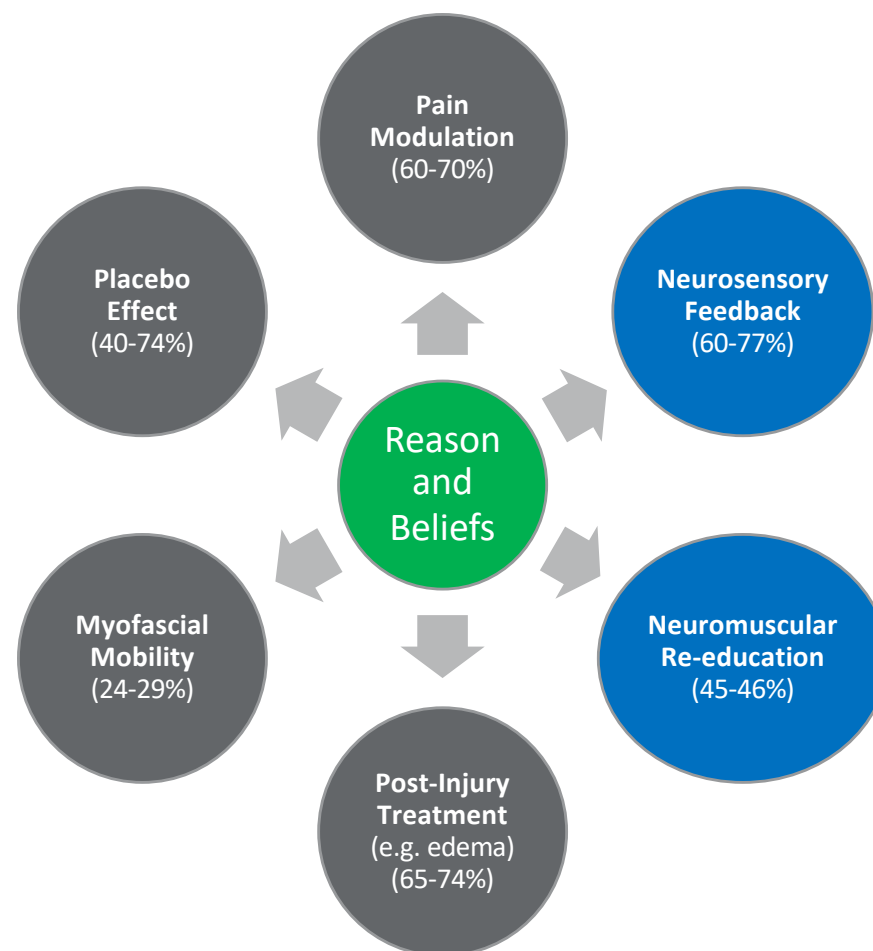 Pain
Modulation
(60-70%)
Neurosensory
Feedback
(60-77%)
Neuromuscular
Re-education
(45-46%)
Post-Injury
Treatment
(e.g. edema)
(65-74%)
Myofascial
Mobility
(24-29%)
Placebo
Effect
(40-74%)
Reason
and
Beliefs